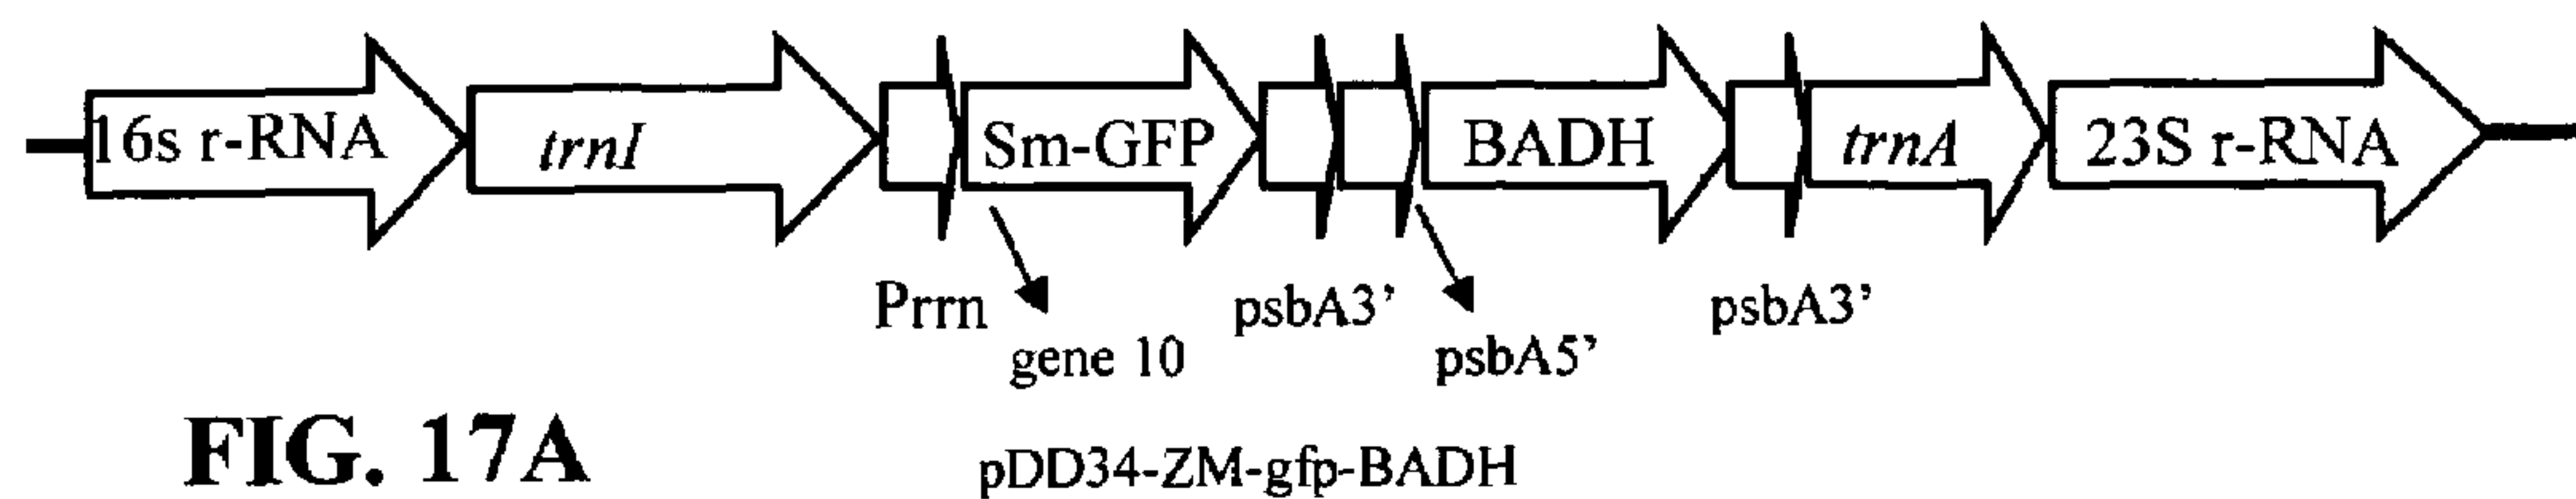 16s r-RNA trnI Sm-GFP BADH trnA 23S r-RNA
Prrn psbA3’ psbA3’
gene 10 psbA5’
FIG. 17A pDD34-ZM-gfp-BADH